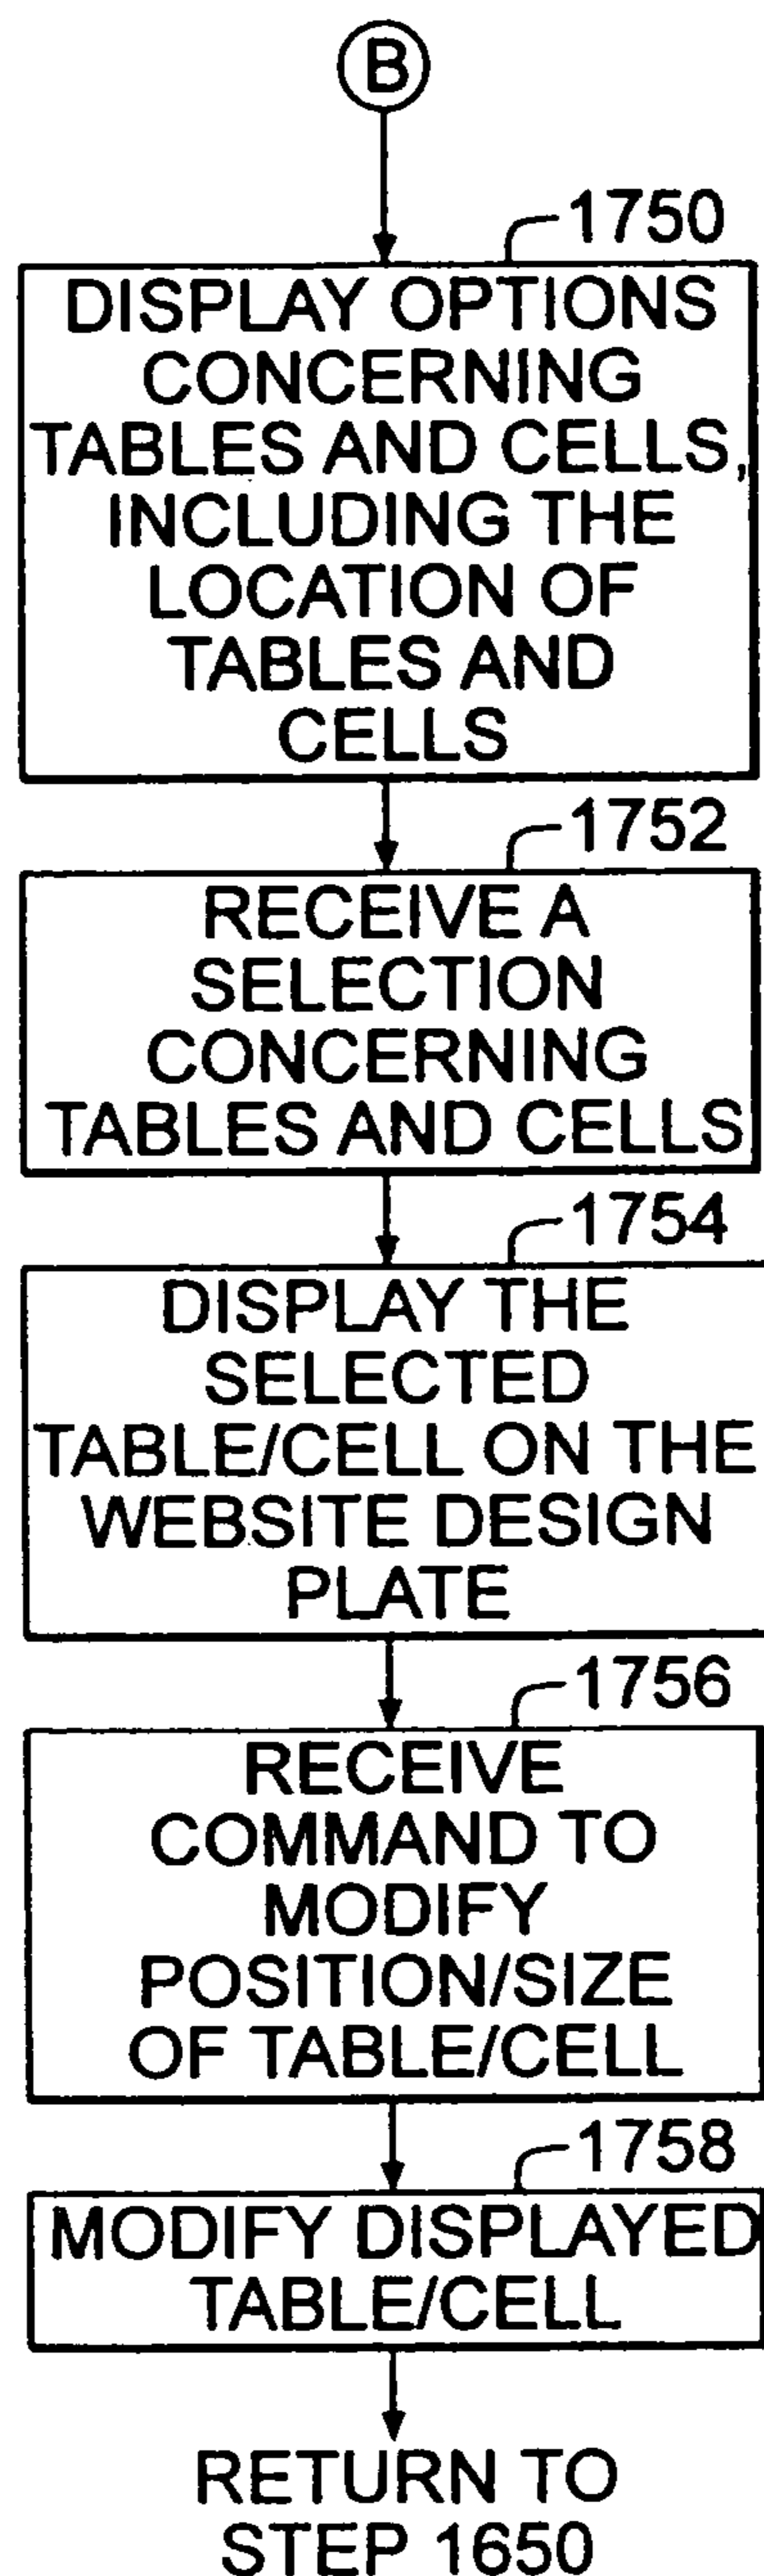 B
1750
DISPLAY OPTIONS
CONCERNING
TABLES AND CELLS,
INCLUDING THE
LOCATION OF
TABLES AND
CELLS
1752
RECEIVE A
SELECTION
CONCERNING
TABLES AND CELLS
1754
DISPLAY THE
SELECTED
TABLE/CELL ON THE
WEBSITE DESIGN
PLATE
1756
RECEIVE
COMMAND TO
MODIFY
POSITION/SIZE
OF TABLE/CELL
1758
MODIFY DISPLAYED
TABLE/CELL
RETURN TO
STEP 1650